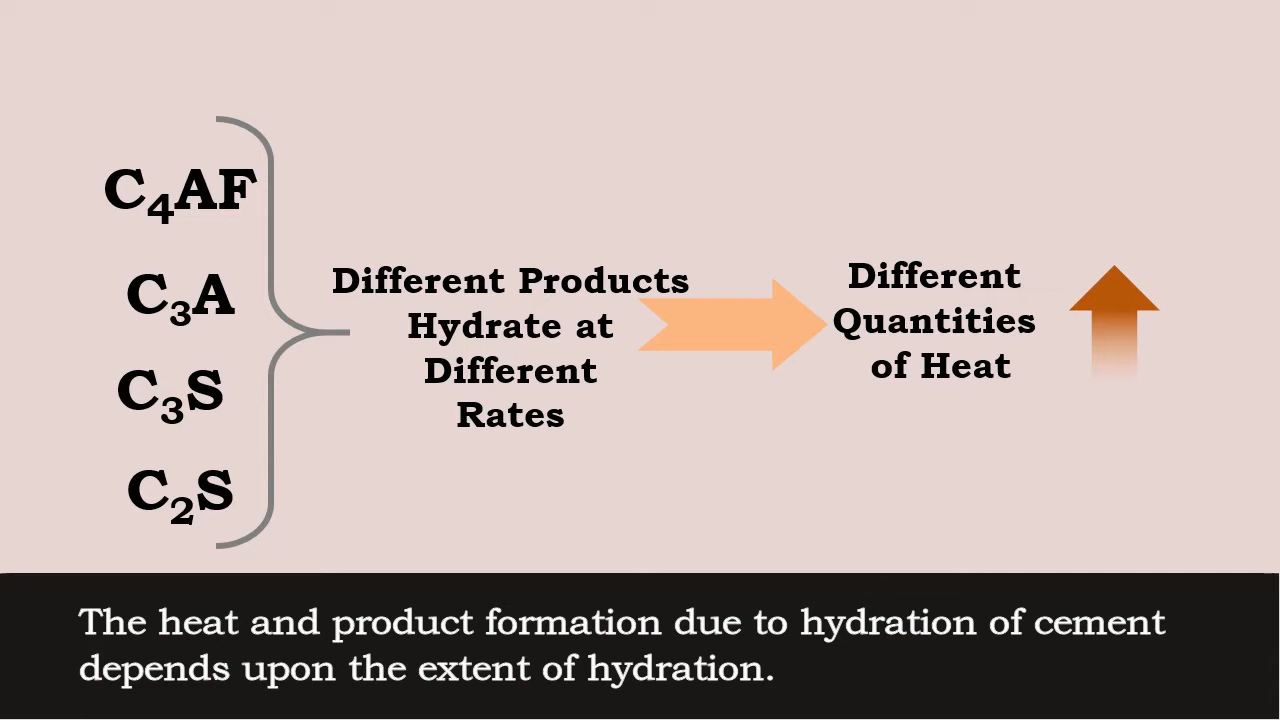 C₄AF
C₃A
C₃S
C₂S
Different Products
Hydrate at
Different
Rates
Different
Quantities
of Heat
The heat and product formation due to hydration of cement
depends upon the extent of hydration.